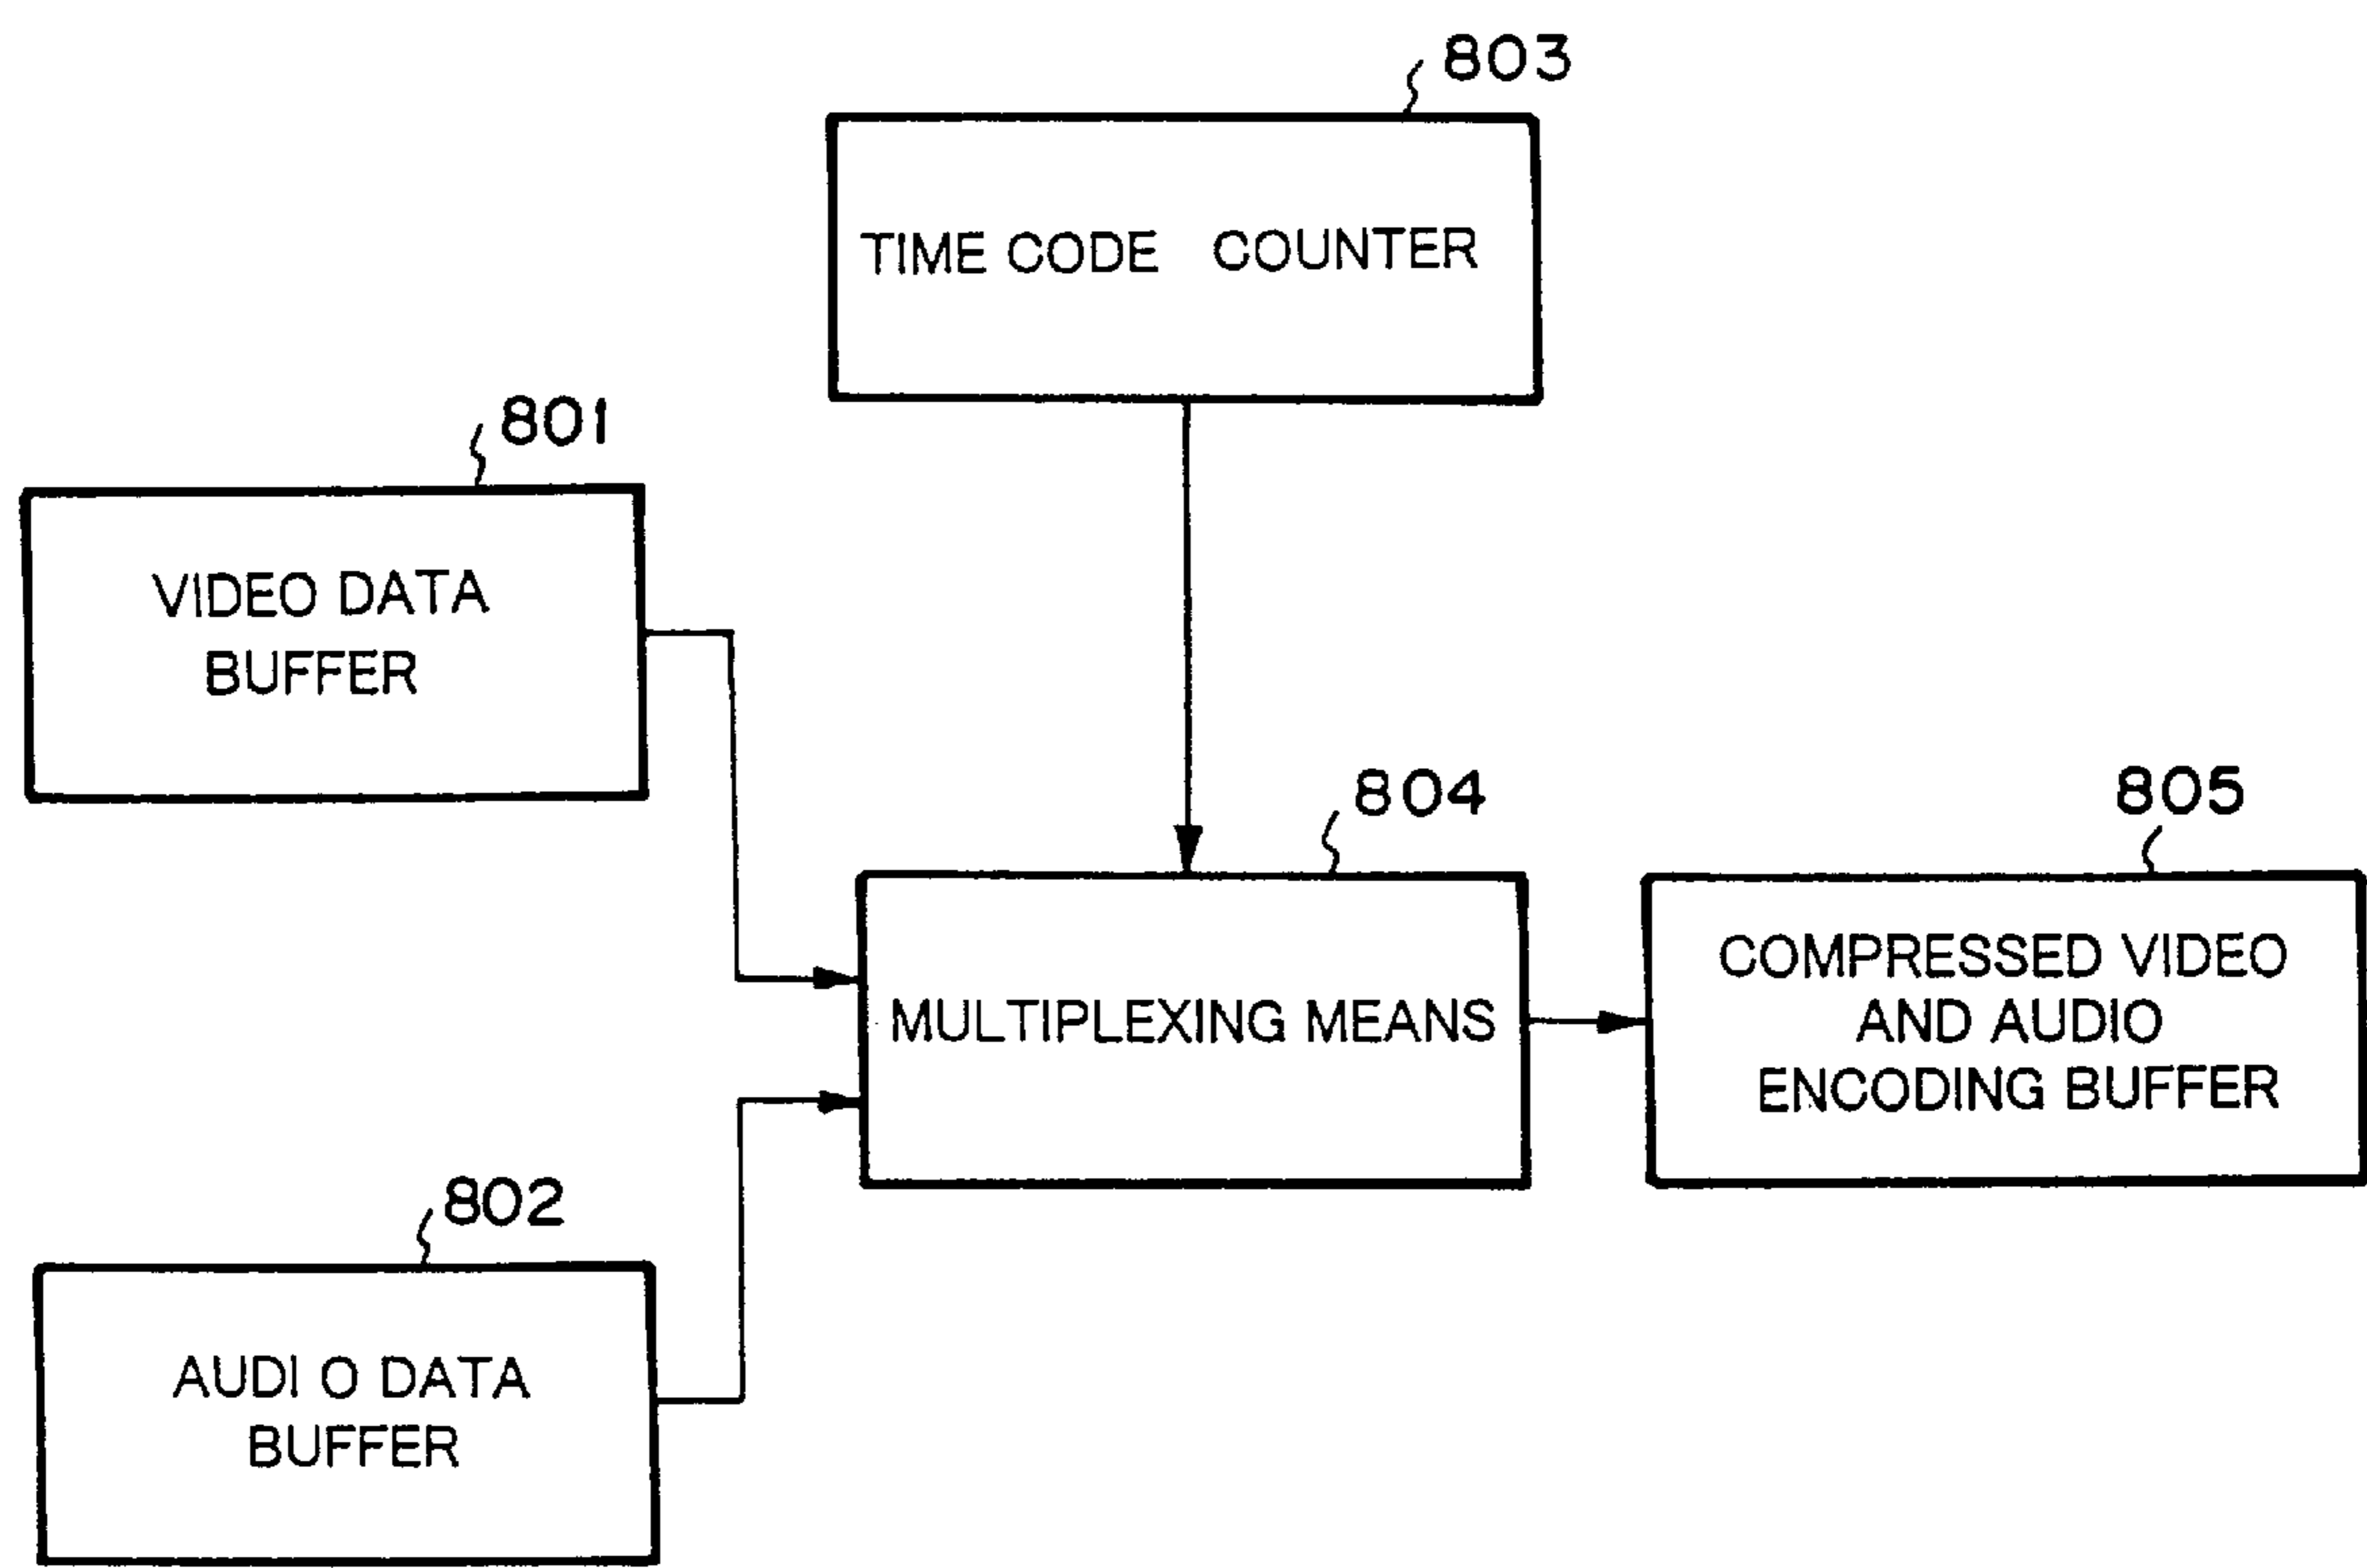 803
TIME CODE COUNTER
801
VIDEO DATA
BUFFER
804
MULTIPLEXING MEANS
805
COMPRESSED VIDEO
AND AUDIO
ENCODING BUFFER
802
AUDI O DATA
BUFFER